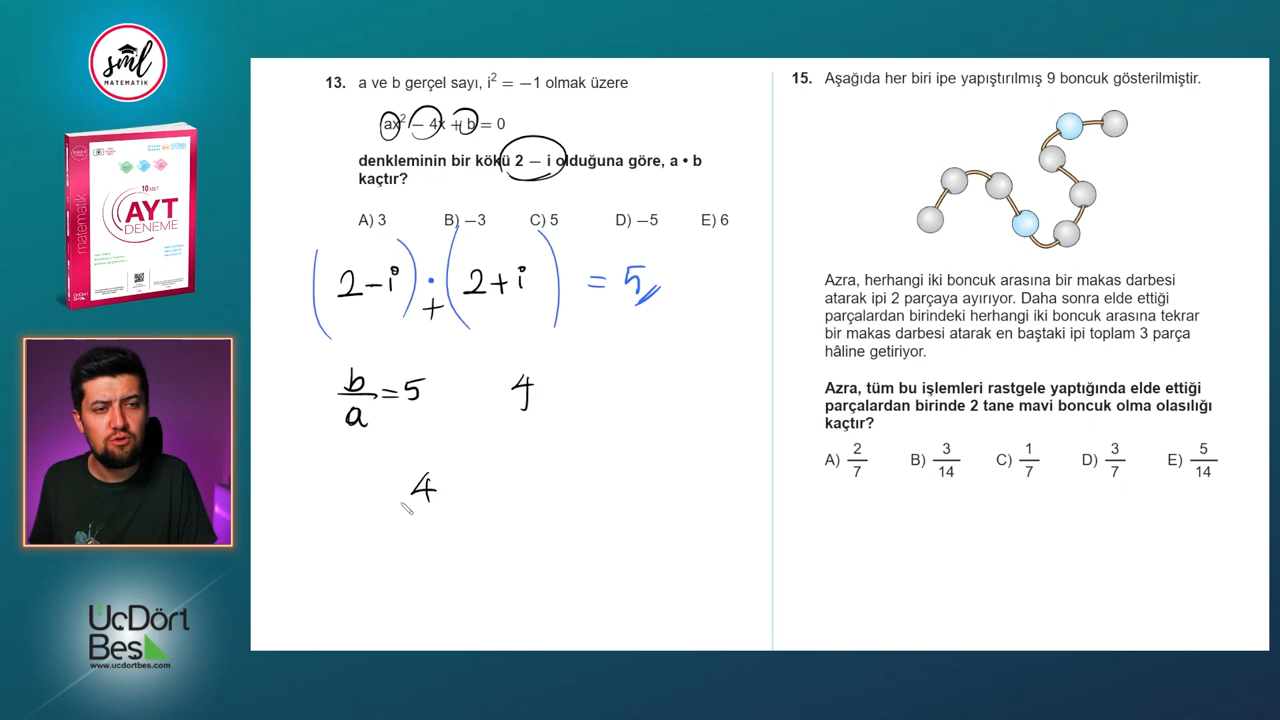 sml
MATEMATİK
10 ADET
AYT
DENEME
matematik
ÜçDört
Beş
www.ucdortbes.com
13. a ve b gerçel sayı, i² = −1 olmak üzere
ax² − 4x + b = 0
denkleminin bir kökü 2 − i olduğuna göre, a • b
kaçtır?
A) 3 B) −3 C) 5 D) −5 E) 6
(2−i) · (2+i) = 5
+
b/a = 5 4
4
15. Aşağıda her biri ipe yapıştırılmış 9 boncuk gösterilmiştir.
Azra, herhangi iki boncuk arasına bir makas darbesi
atarak ipi 2 parçaya ayırıyor. Daha sonra elde ettiği
parçalardan birindeki herhangi iki boncuk arasına tekrar
bir makas darbesi atarak en baştaki ipi toplam 3 parça
hâline getiriyor.
Azra, tüm bu işlemleri rastgele yaptığında elde ettiği
parçalardan birinde 2 tane mavi boncuk olma olasılığı
kaçtır?
A) 2/7 B) 3/14 C) 1/7 D) 3/7 E) 5/14